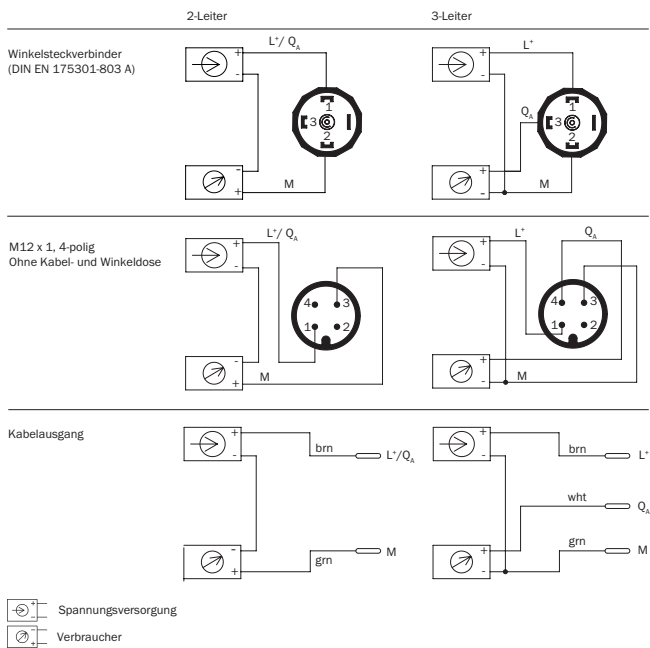 2-Leiter 3-Leiter
Winkelsteckverbinder
(DIN EN 175301-803 A)
+ L⁺/ Q_A
-
1
3
2
-
+ M
+ L⁺
-
Q_A
1
3
2
+
- M
M12 x 1, 4-polig
Ohne Kabel- und Winkeldose
+ L⁺/ Q_A
-
4 3
1 2
-
+ M
+ L⁺ Q_A
-
4 3
1 2
+
- M
Kabelausgang
+ brn L⁺/Q_A
-
-
+ grn M
+ brn L⁺
-
wht Q_A
+
- grn M
+
- Spannungsversorgung
-
+ Verbraucher